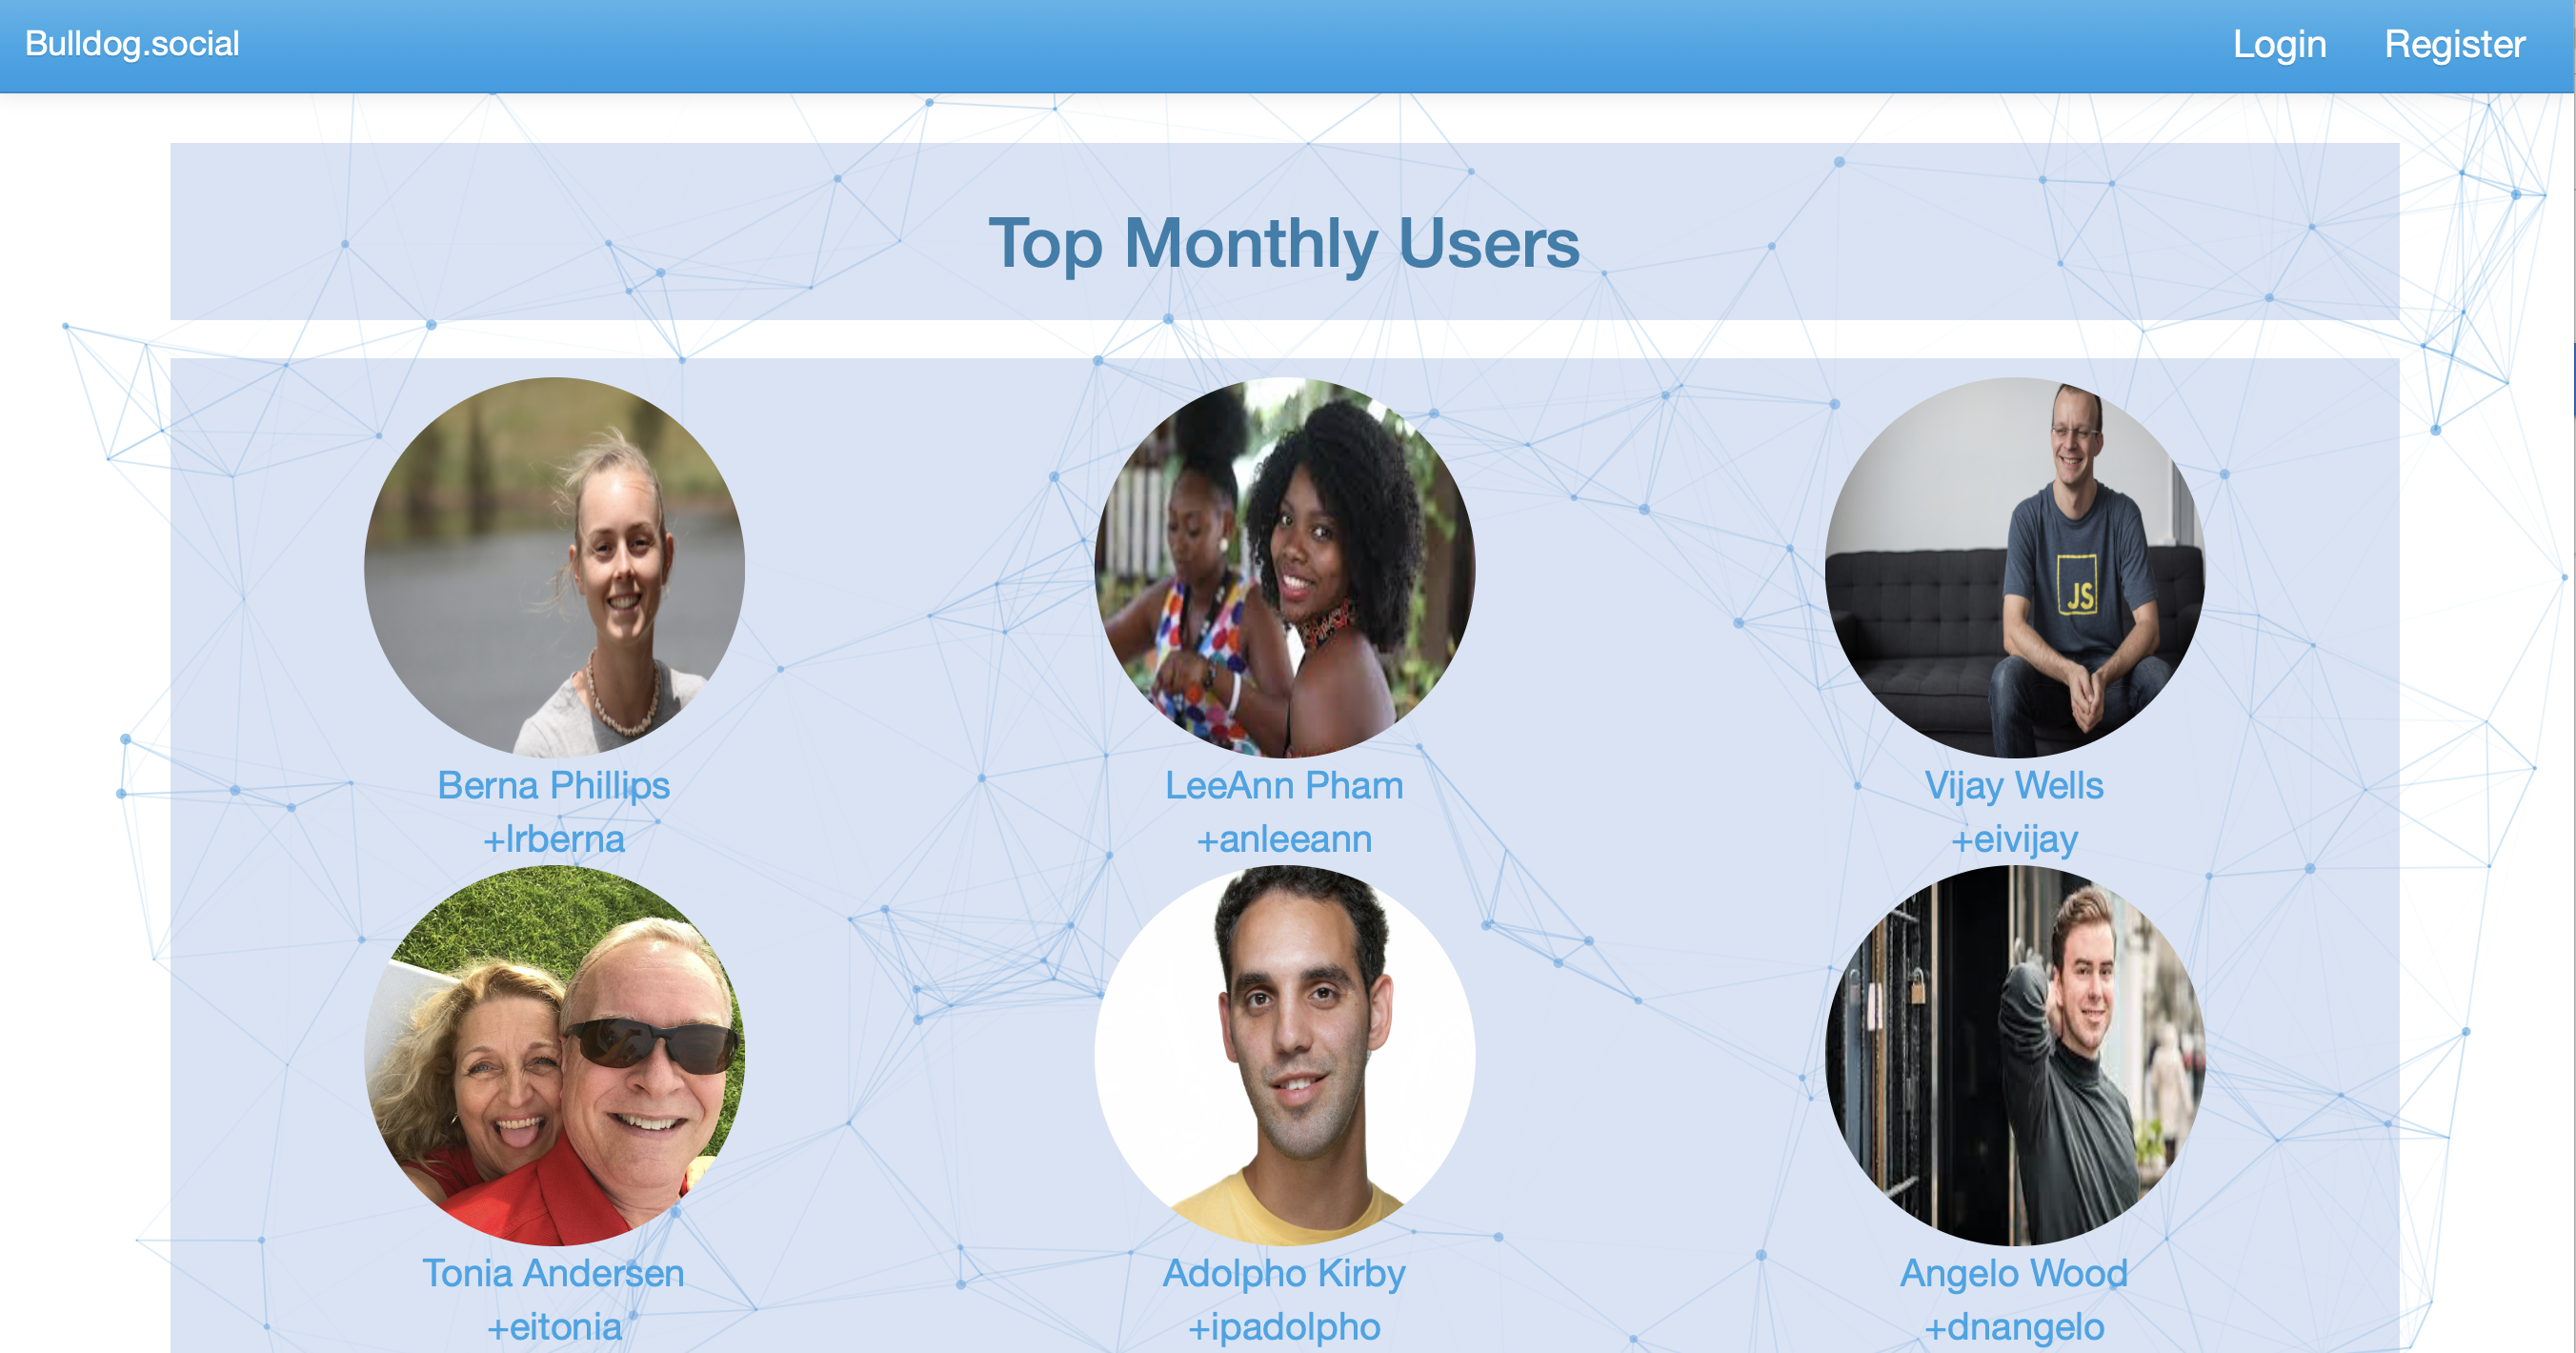 Bulldog.social
Login
Register
Top Monthly Users
JS
Berna Phillips
+lrberna
LeeAnn Pham
+anleeann
Vijay Wells
+eivijay
Tonia Andersen
+eitonia
Adolpho Kirby
+ipadolpho
Angelo Wood
+dnangelo